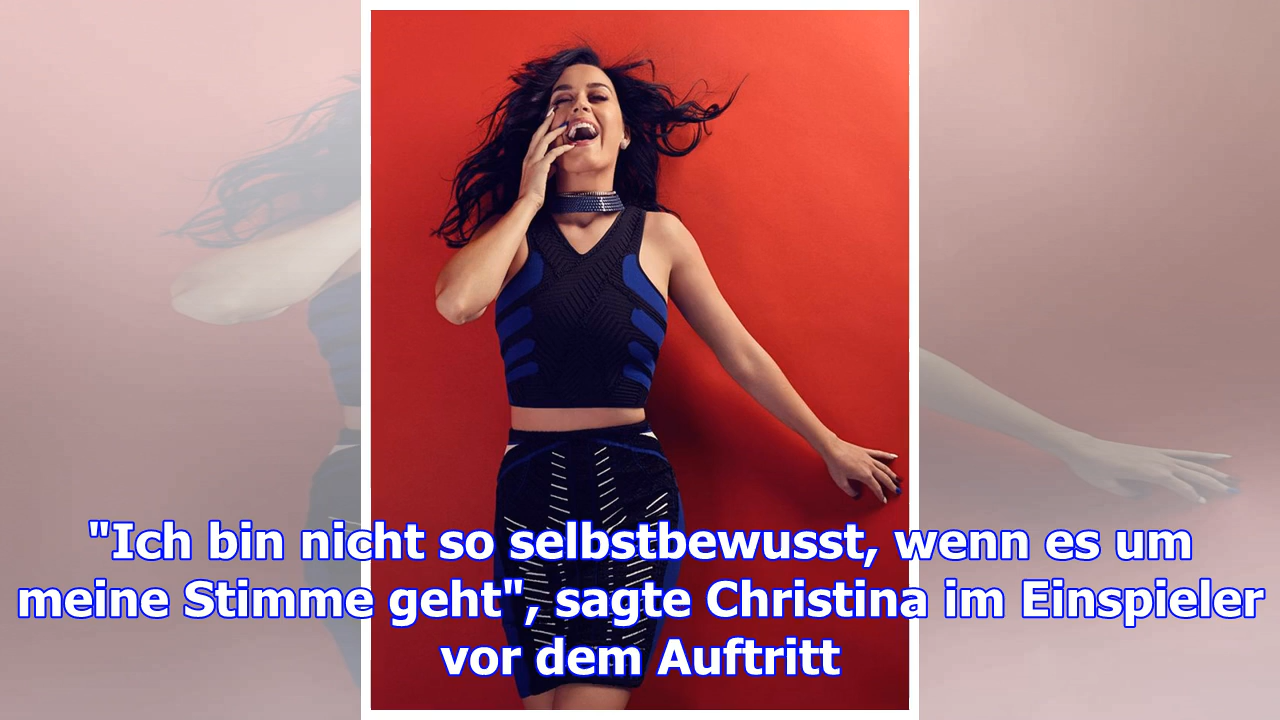 "Ich bin nicht so selbstbewusst, wenn es um
meine Stimme geht", sagte Christina im Einspieler
vor dem Auftritt